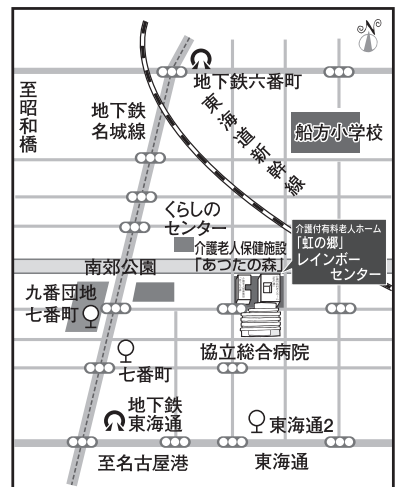 地下鉄六番町
至昭和橋
地下鉄
名城線
東海道新幹線
船方小学校
くらしの
センター
介護付有料老人ホーム
「虹の郷」
レインボー
センター
介護老人保健施設
「あつたの森」
南郊公園
九番団地
七番町
協立総合病院
七番町
地下鉄
東海通
東海通2
至名古屋港
東海通